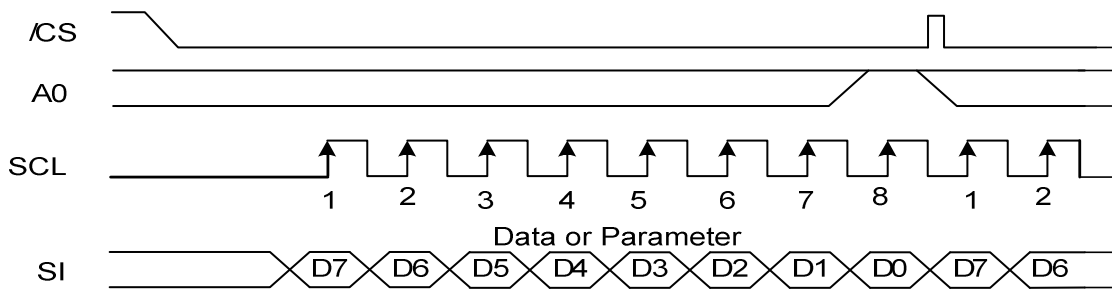 /CS
A0
SCL
1 2 3 4 5 6 7 8 1 2
Data or Parameter
SI D7 D6 D5 D4 D3 D2 D1 D0 D7 D6